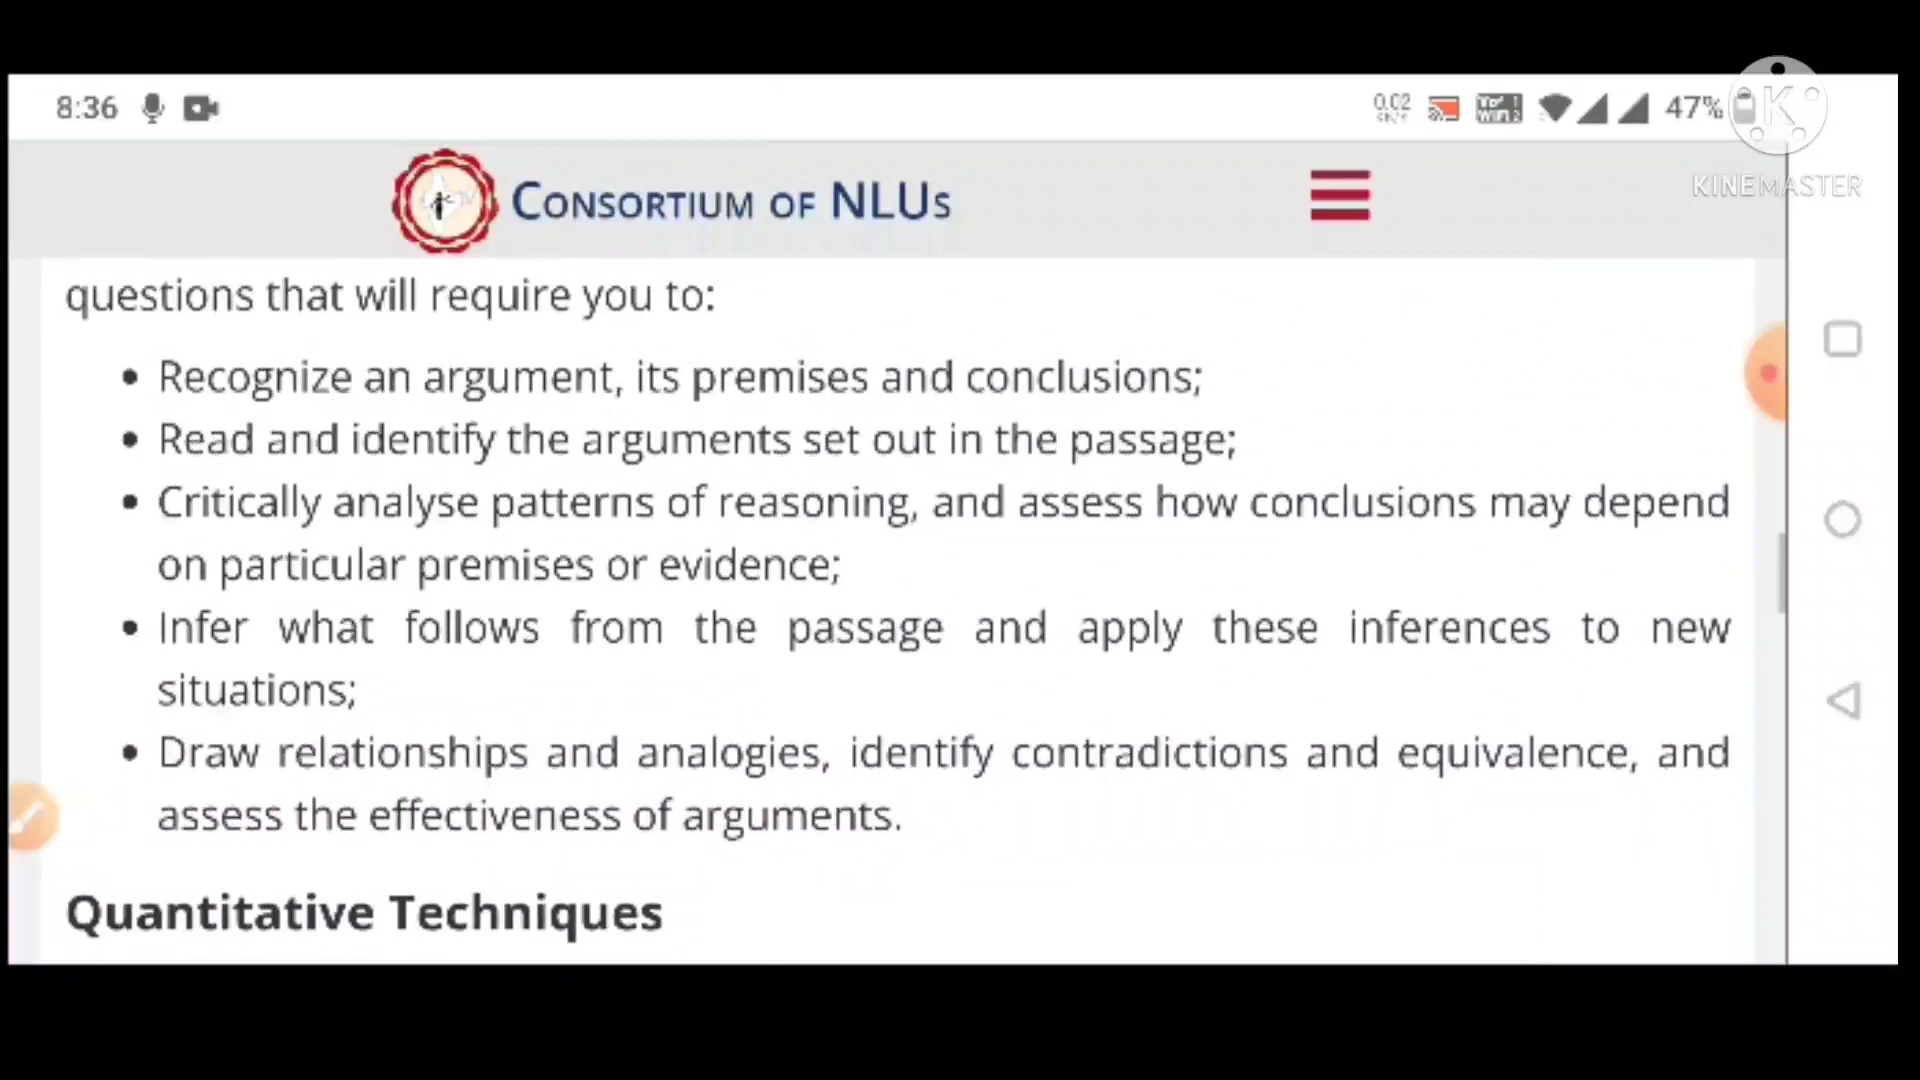 8:36
0.02
47%
KINEMASTER
CONSORTIUM OF NLUS
questions that will require you to:
• Recognize an argument, its premises and conclusions;
• Read and identify the arguments set out in the passage;
• Critically analyse patterns of reasoning, and assess how conclusions may depend
on particular premises or evidence;
• Infer what follows from the passage and apply these inferences to new
situations;
• Draw relationships and analogies, identify contradictions and equivalence, and
assess the effectiveness of arguments.
Quantitative Techniques